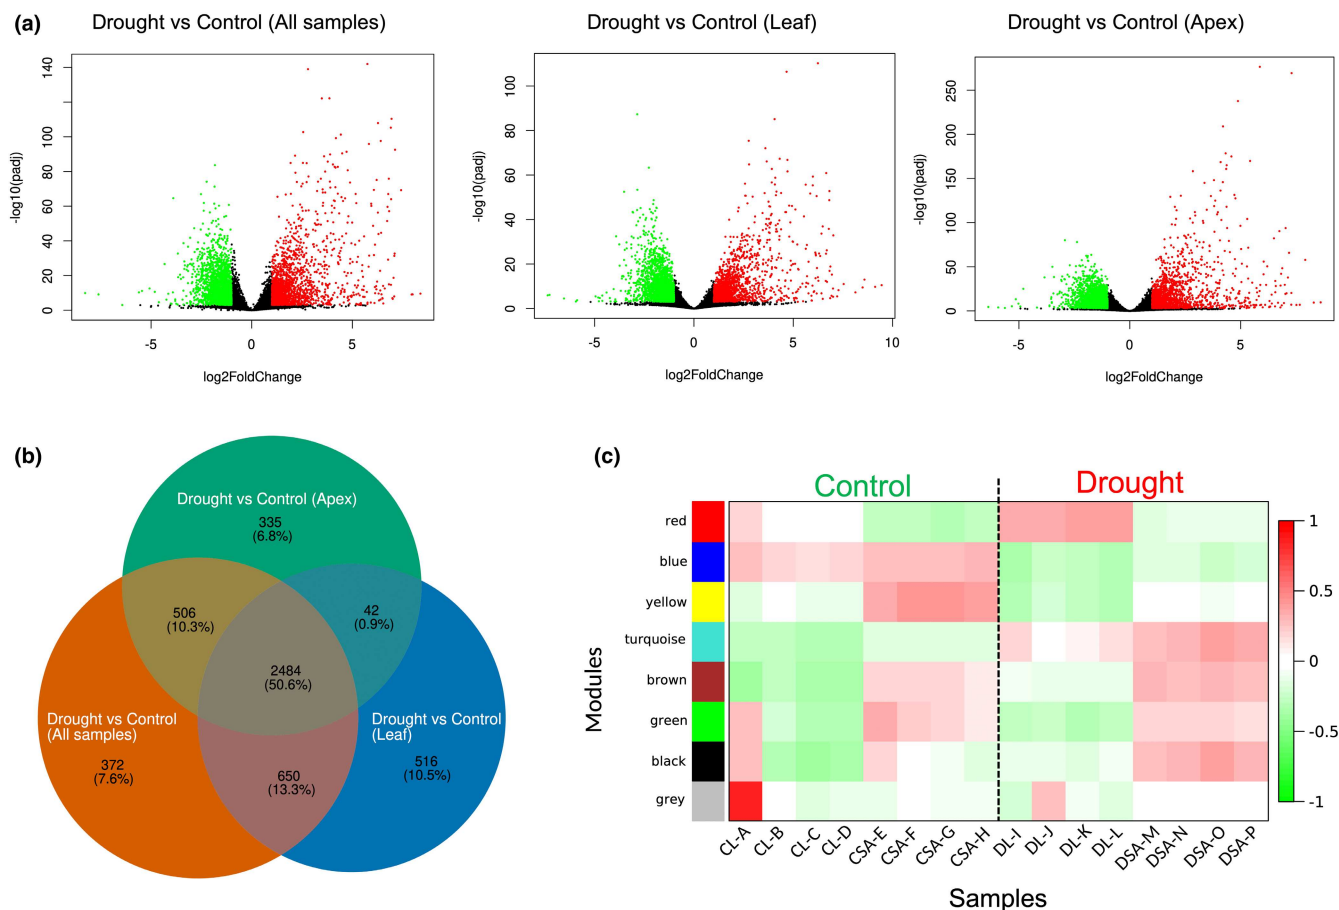 (a)
Drought vs Control (All samples)
Drought vs Control (Leaf)
Drought vs Control (Apex)
-log10(padj)
140
100
80
60
40
20
0
-5
0
5
log2FoldChange
-log10(padj)
100
80
60
40
20
0
-5
0
5
10
log2FoldChange
-log10(padj)
250
150
100
50
0
-5
0
5
log2FoldChange
(b)
Drought vs Control (Apex)
335
(6.8%)
506
(10.3%)
42
(0.9%)
2484
(50.6%)
Drought vs Control
(All samples)
372
(7.6%)
Drought vs Control
(Leaf)
516
(10.5%)
650
(13.3%)
(c)
Control
Drought
Modules
red
blue
yellow
turquoise
brown
green
black
grey
1
0.5
0
-0.5
-1
CL-A
CL-B
CL-C
CL-D
CSA-E
CSA-F
CSA-G
CSA-H
DL-I
DL-J
DL-K
DL-L
DSA-M
DSA-N
DSA-O
DSA-P
Samples